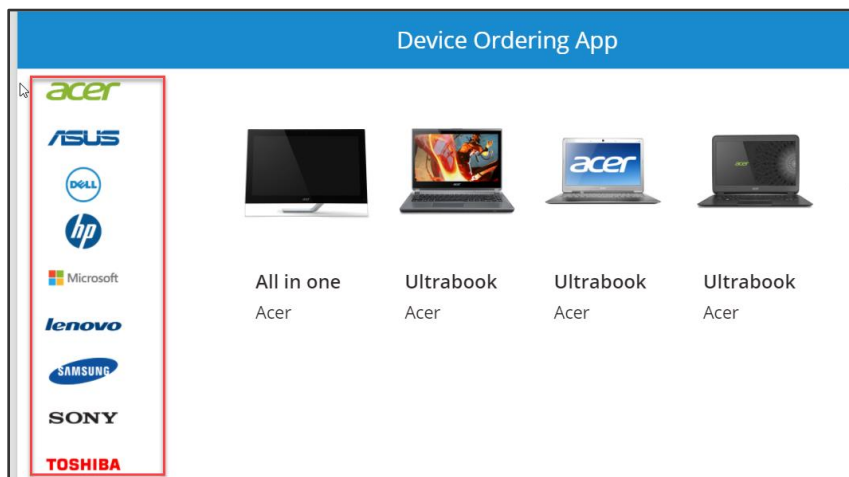 Device Ordering App
acer
ASUS
DELL
hp
Microsoft
lenovo
SAMSUNG
SONY
TOSHIBA
acer
acer
All in one
Acer
Ultrabook
Acer
Ultrabook
Acer
Ultrabook
Acer